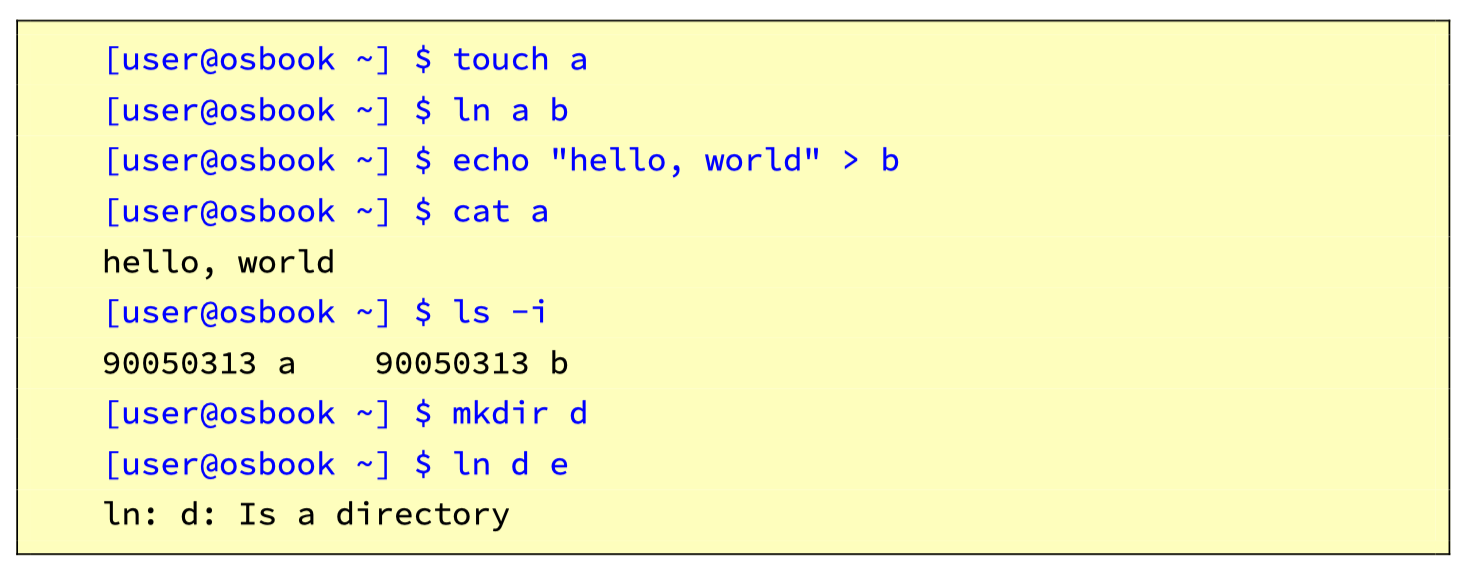 [user@osbook ~] $ touch a
[user@osbook ~] $ ln a b
[user@osbook ~] $ echo "hello, world" > b
[user@osbook ~] $ cat a
hello, world
[user@osbook ~] $ ls -i
90050313 a    90050313 b
[user@osbook ~] $ mkdir d
[user@osbook ~] $ ln d e
ln: d: Is a directory